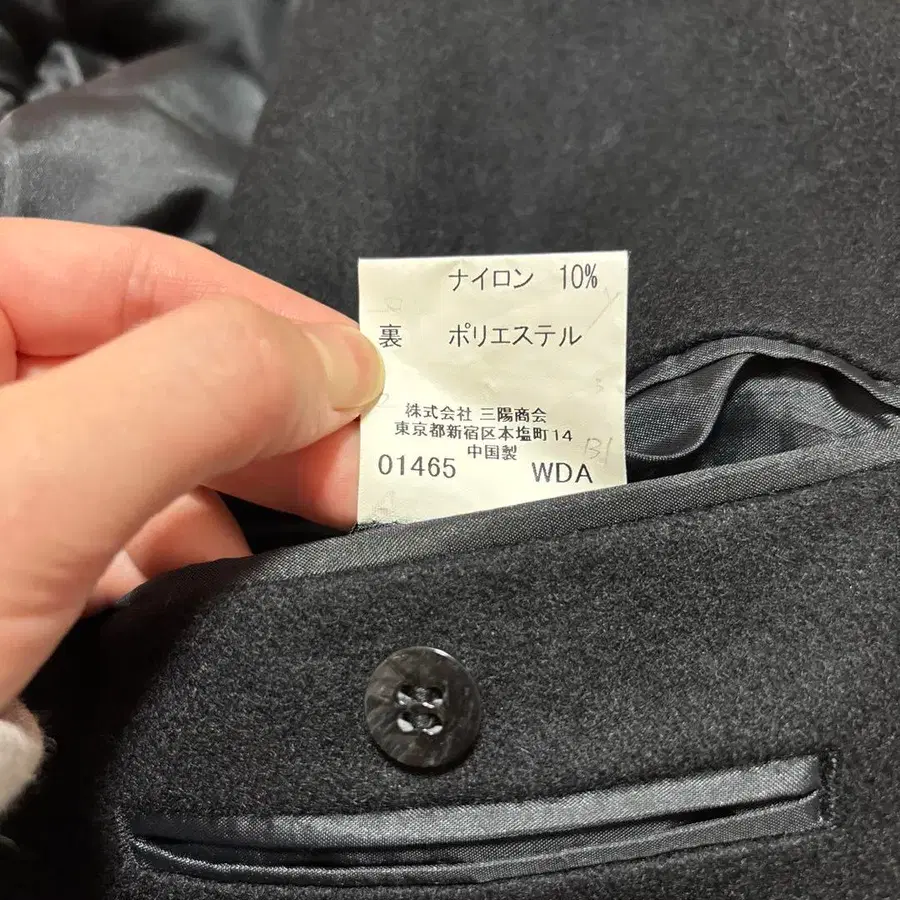 ナイロン 10%
裏 ポリエステル
株式会社 三陽商会
東京都新宿区本塩町14
中国製
01465 WDA